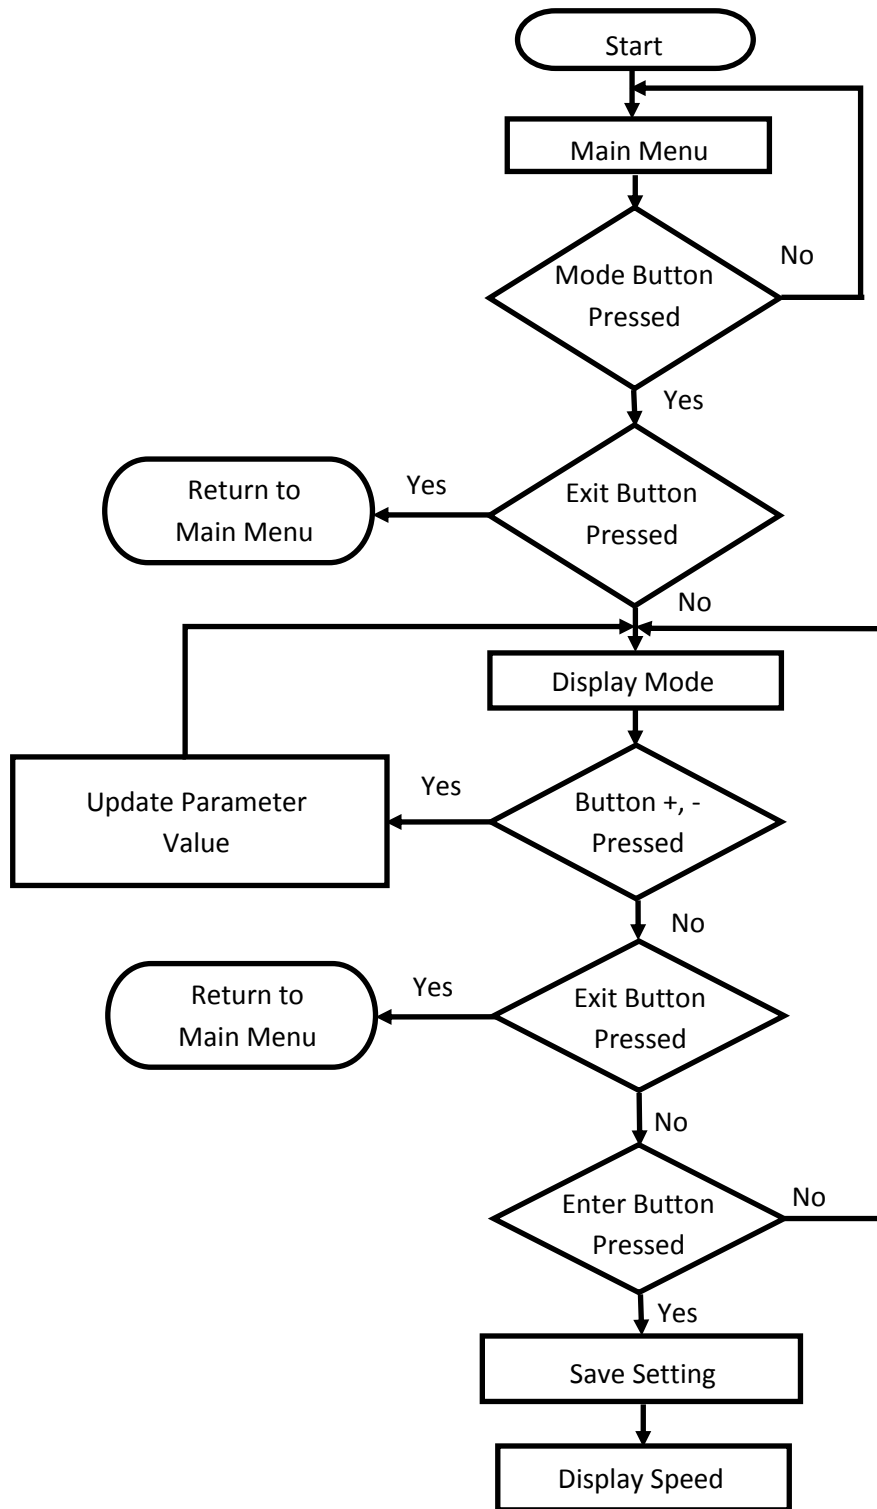 Start
Main Menu
Mode Button
Pressed
No
Yes
Exit Button
Pressed
Yes
Return to
Main Menu
No
Display Mode
Button +, -
Pressed
Yes
Update Parameter
Value
No
Exit Button
Pressed
Yes
Return to
Main Menu
No
Enter Button
Pressed
No
Yes
Save Setting
Display Speed